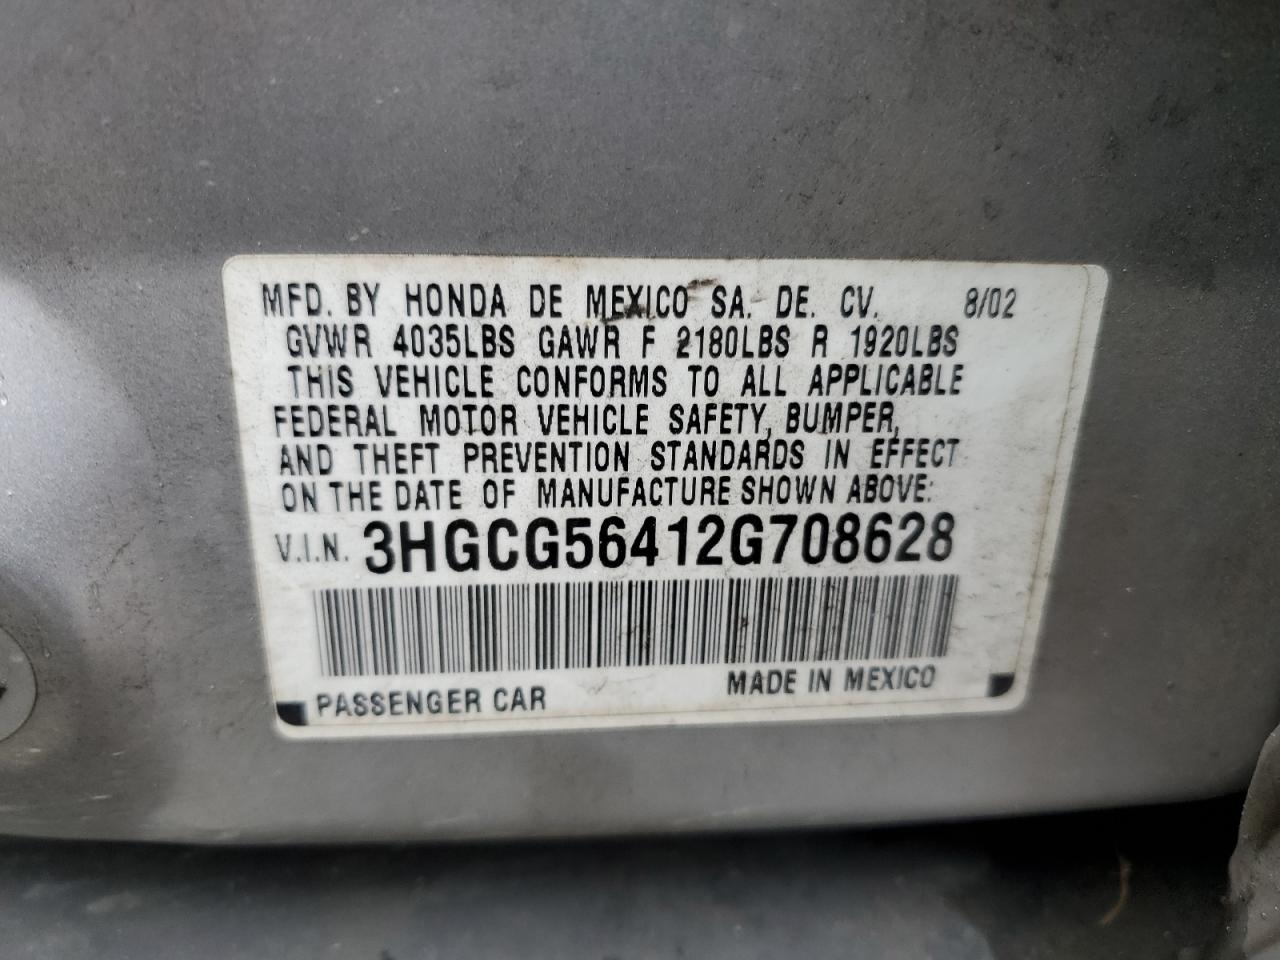 MFD. BY HONDA DE MEXICO SA. DE. CV. 8/02
GVWR 4035LBS GAWR F 2180LBS R 1920LBS
THIS VEHICLE CONFORMS TO ALL APPLICABLE
FEDERAL MOTOR VEHICLE SAFETY, BUMPER,
AND THEFT PREVENTION STANDARDS IN EFFECT
ON THE DATE OF MANUFACTURE SHOWN ABOVE:
V.I.N. 3HGCG56412G708628
PASSENGER CAR MADE IN MEXICO